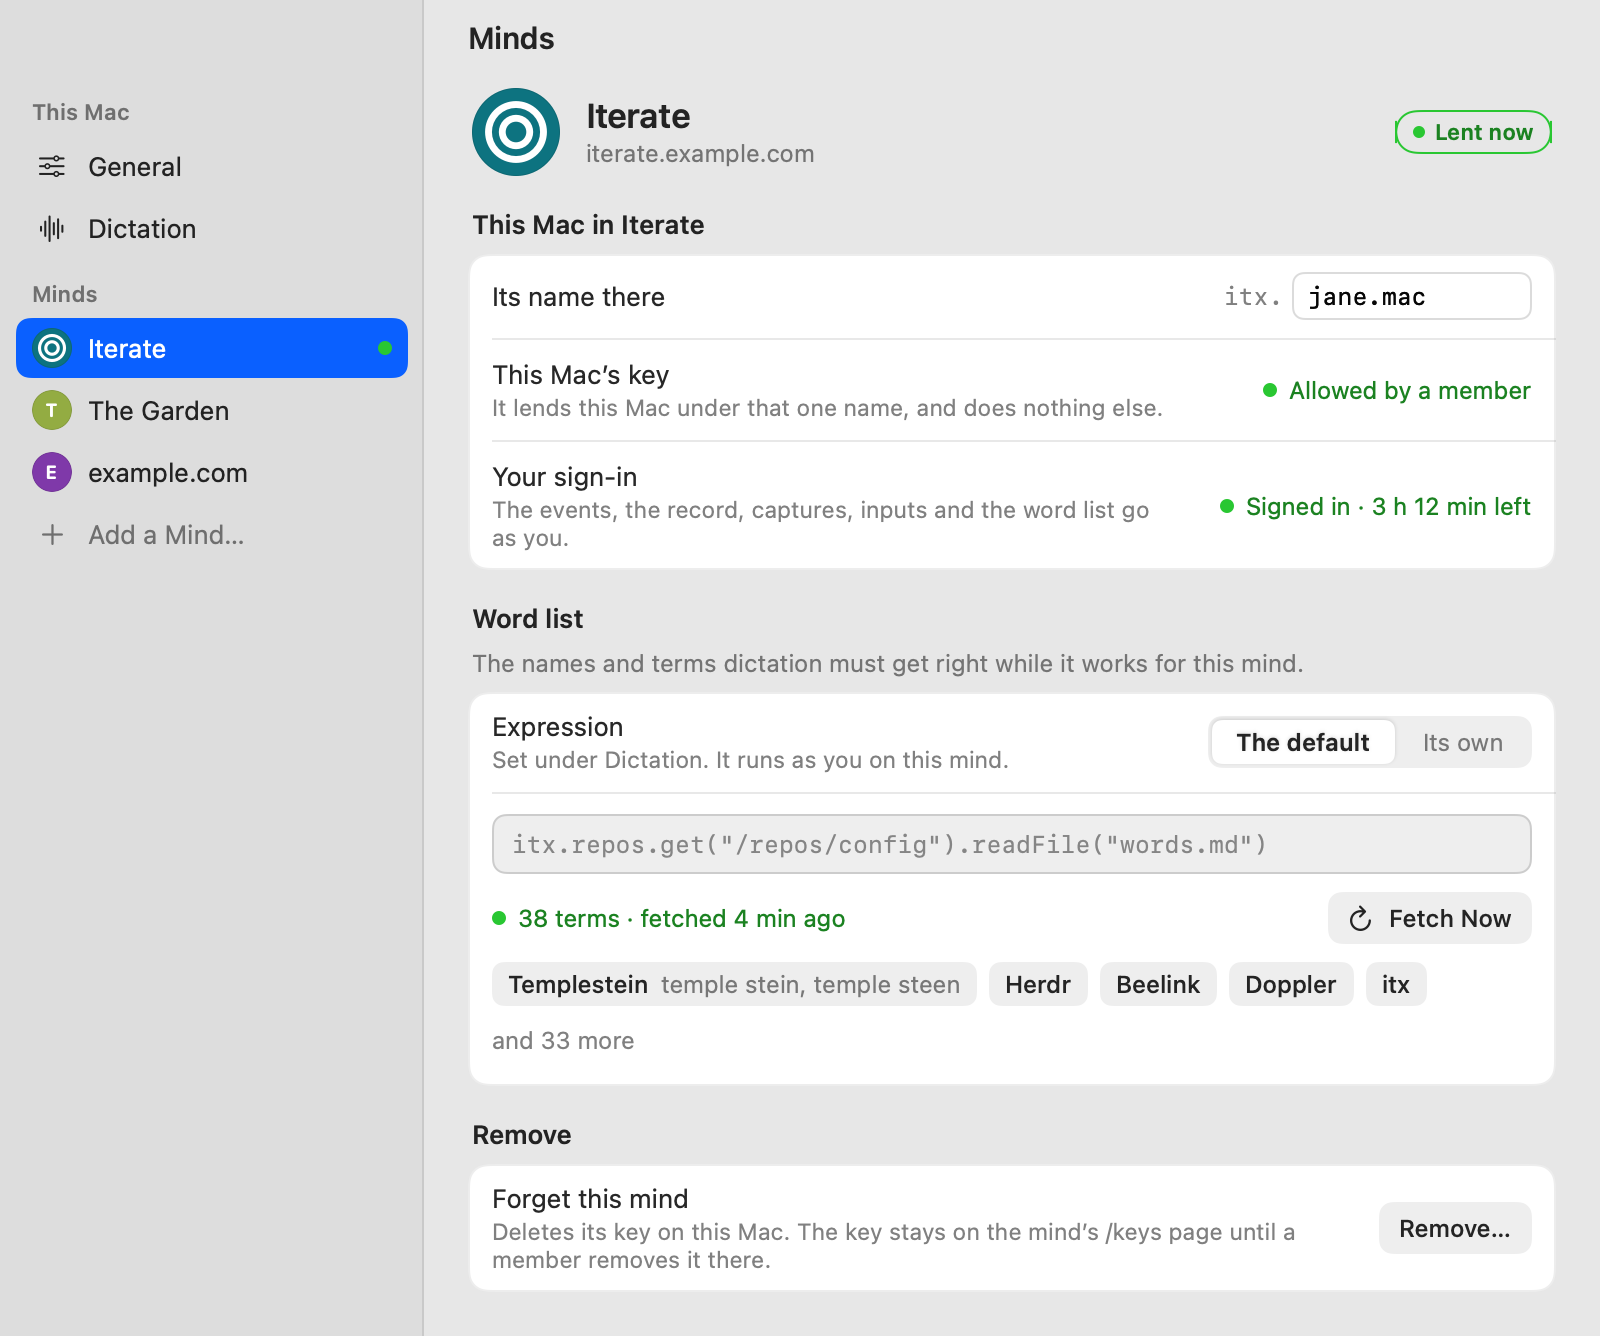 Minds
This Mac
General
Dictation
Minds
Iterate
T
The Garden
E
example.com
Add a Mind…
Iterate
iterate.example.com
Lent now
This Mac in Iterate
Its name there
itx. jane.mac
This Mac’s key
It lends this Mac under that one name, and does nothing else.
Allowed by a member
Your sign-in
The events, the record, captures, inputs and the word list go
as you.
Signed in · 3 h 12 min left
Word list
The names and terms dictation must get right while it works for this mind.
Expression
Set under Dictation. It runs as you on this mind.
The default
Its own
itx.repos.get("/repos/config").readFile("words.md")
38 terms · fetched 4 min ago
Fetch Now
Templestein temple stein, temple steen
Herdr
Beelink
Doppler
itx
and 33 more
Remove
Forget this mind
Deletes its key on this Mac. The key stays on the mind’s /keys page until a
member removes it there.
Remove…